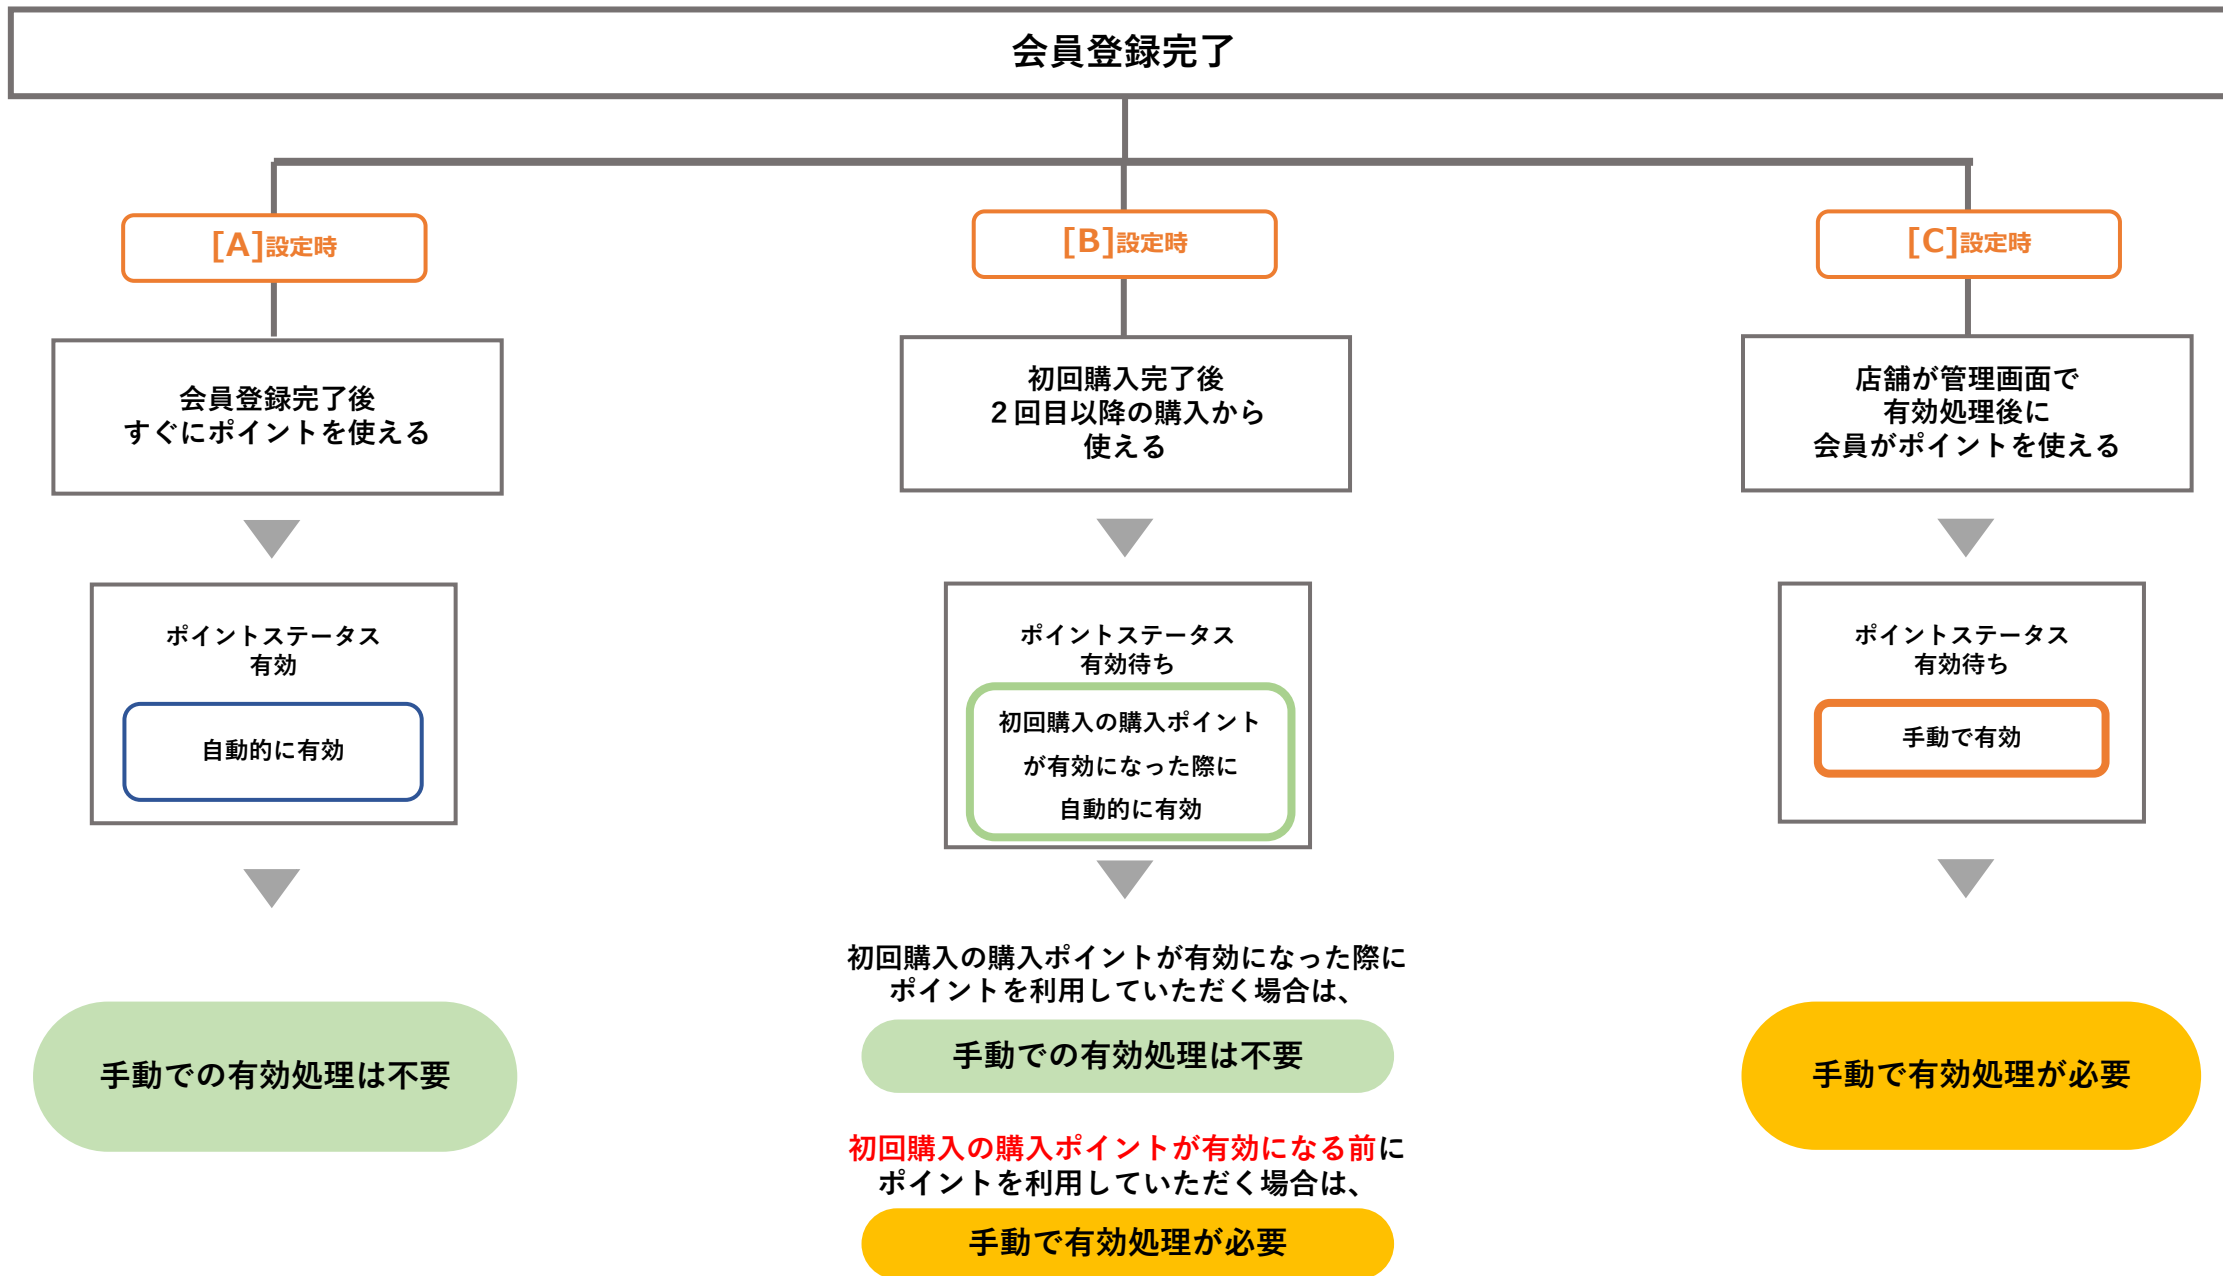 会員登録完了
[A]設定時
会員登録完了後
すぐにポイントを使える
ポイントステータス
有効
自動的に有効
手動での有効処理は不要
[B]設定時
初回購入完了後
２回目以降の購入から
使える
ポイントステータス
有効待ち
初回購入の購入ポイント
が有効になった際に
自動的に有効
初回購入の購入ポイントが有効になった際に
ポイントを利用していただく場合は、
手動での有効処理は不要
初回購入の購入ポイントが有効になる前に
ポイントを利用していただく場合は、
手動で有効処理が必要
[C]設定時
店舗が管理画面で
有効処理後に
会員がポイントを使える
ポイントステータス
有効待ち
手動で有効
手動で有効処理が必要